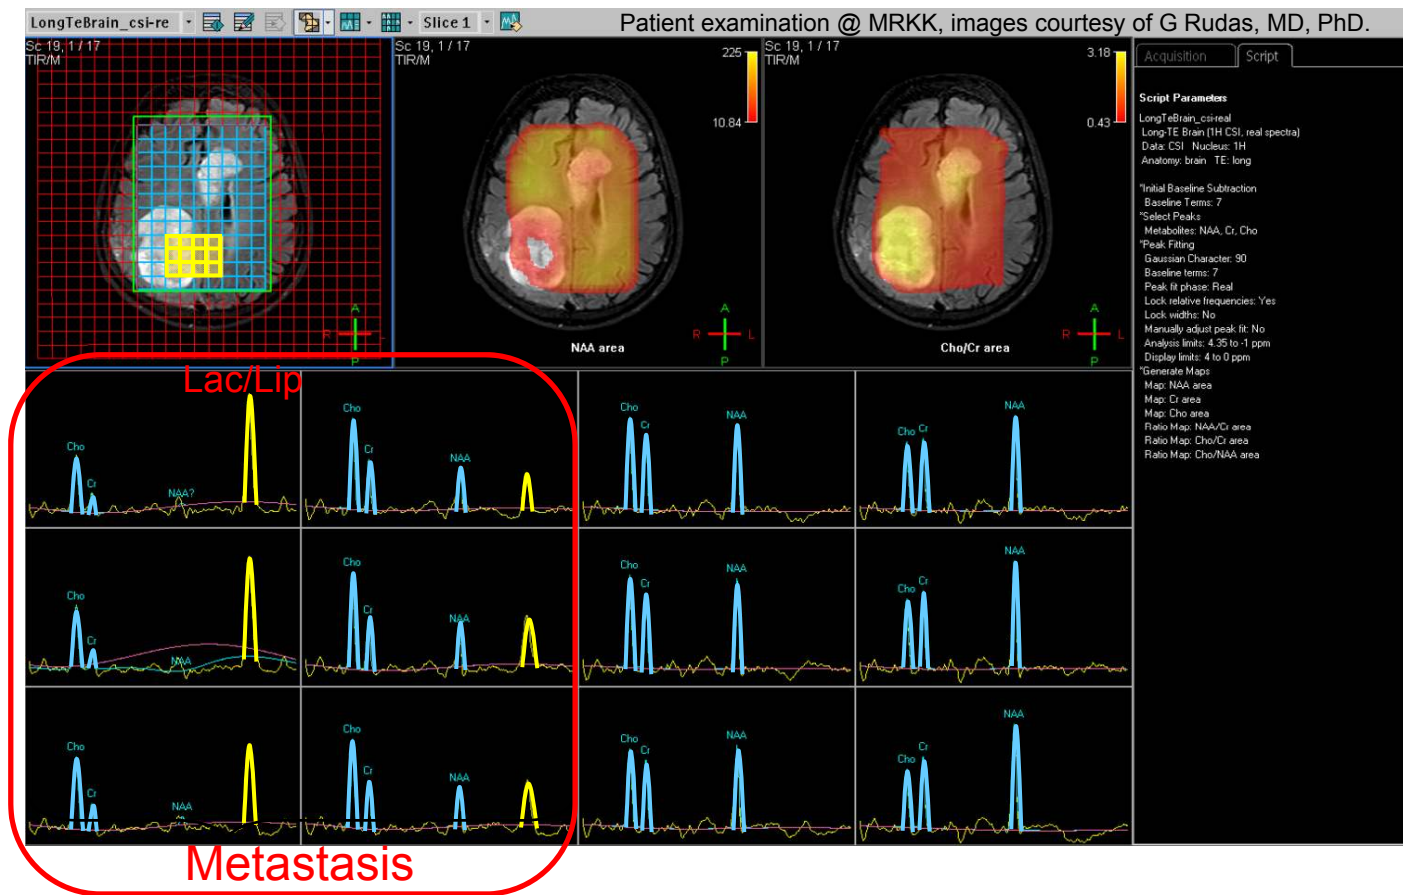 LongTeBrain_csi-re
Slice 1
Patient examination @ MRKK, images courtesy of G Rudas, MD, PhD.
Sc 19, 1 / 17
TIR/M
A
R
L
P
Sc 19, 1 / 17
TIR/M
225
10.84
A
R
L
P
NAA area
Sc 19, 1 / 17
TIR/M
3.18
0.43
A
R
L
P
Cho/Cr area
Acquisition
Script
Script Parameters
LongTeBrain_csi-real
Long-TE Brain (1H CSI, real spectra)
Data: CSI Nucleus: 1H
Anatomy: brain TE: long
"Initial Baseline Subtraction
Baseline Terms: 7
"Select Peaks
Metabolites: NAA, Cr, Cho
"Peak Fitting
Gaussian Character: 90
Baseline terms: 7
Peak fit phase: Real
Lock relative frequencies: Yes
Lock widths: No
Manually adjust peak fit: No
Analysis limits: 4.35 to -1 ppm
Display limits: 4 to 0 ppm
"Generate Maps
Map: NAA area
Map: Cr area
Map: Cho area
Ratio Map: NAA/Cr area
Ratio Map: Cho/Cr area
Ratio Map: Cho/NAA area
Lac/Lip
Cho
Cr
NAA?
Cho
Cr
NAA
Cho
Cr
NAA
Cho
Cr
NAA
Cho
Cr
NAA
Cho
Cr
NAA
Cho
Cr
NAA
Cho
Cr
NAA
Cho
Cr
NAA
Cho
Cr
NAA
Cho
Cr
NAA
Cho
Cr
NAA
Metastasis